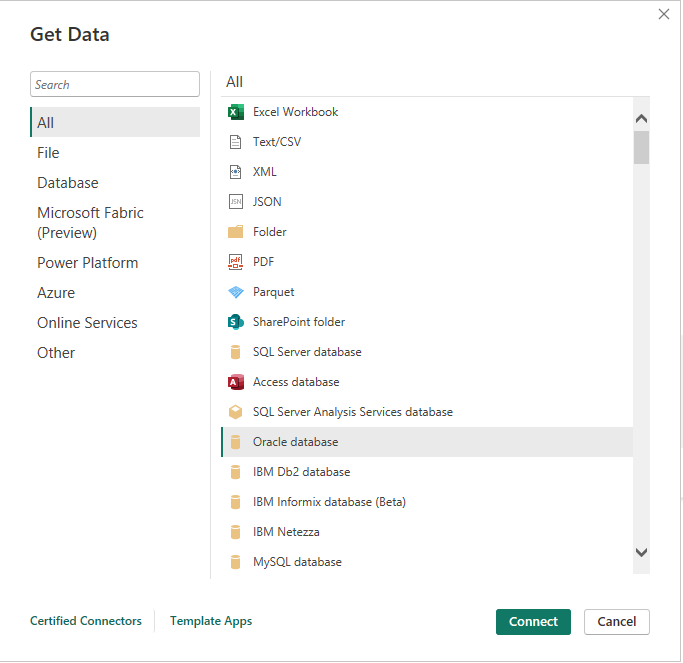 Get Data
Search
All
File
Database
Microsoft Fabric
(Preview)
Power Platform
Azure
Online Services
Other
All
Excel Workbook
Text/CSV
XML
JSON
Folder
PDF
Parquet
SharePoint folder
SQL Server database
Access database
SQL Server Analysis Services database
Oracle database
IBM Db2 database
IBM Informix database (Beta)
IBM Netezza
MySQL database
Certified Connectors
Template Apps
Connect
Cancel